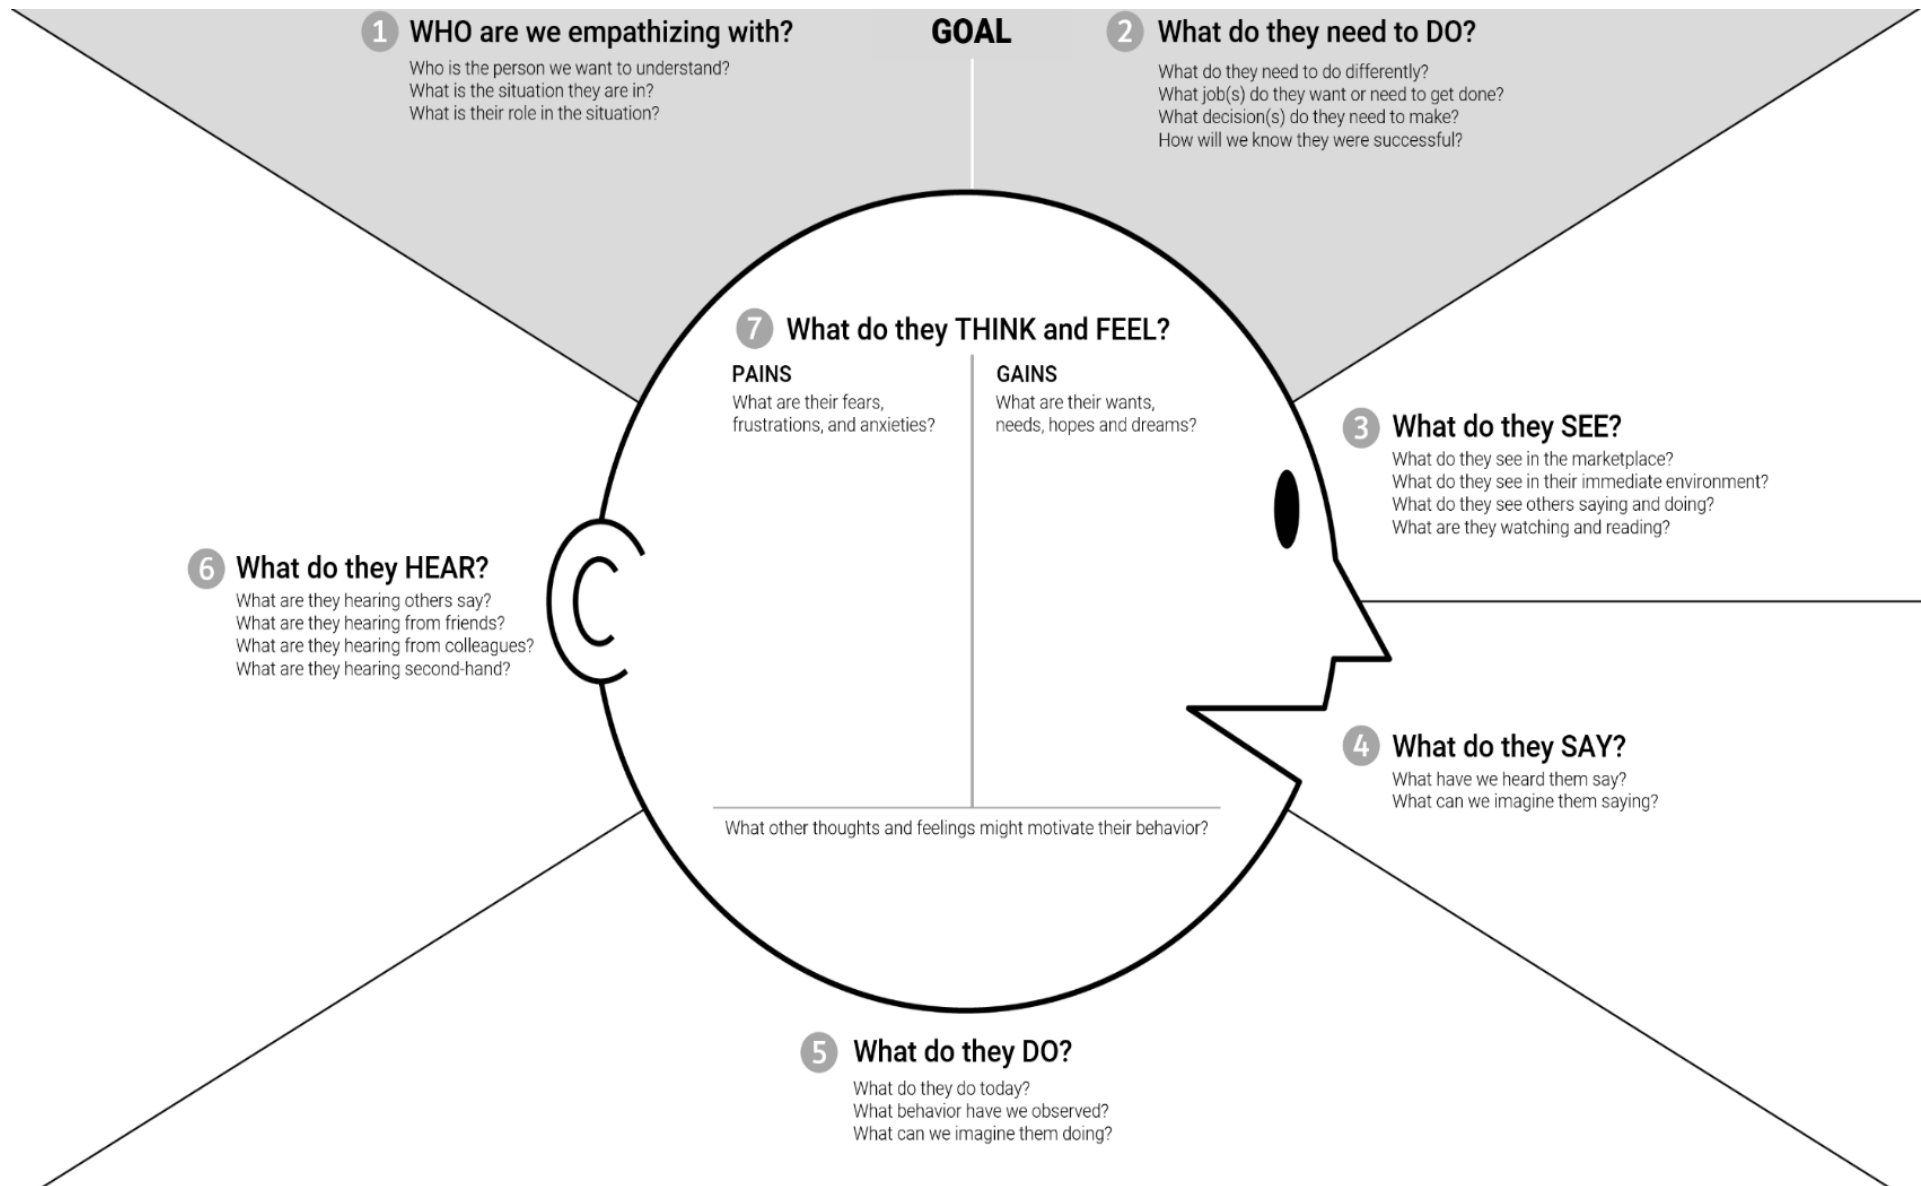 GOAL
1 WHO are we empathizing with?
Who is the person we want to understand?
What is the situation they are in?
What is their role in the situation?
2 What do they need to DO?
What do they need to do differently?
What job(s) do they want or need to get done?
What decision(s) do they need to make?
How will we know they were successful?
3 What do they SEE?
What do they see in the marketplace?
What do they see in their immediate environment?
What do they see others saying and doing?
What are they watching and reading?
4 What do they SAY?
What have we heard them say?
What can we imagine them saying?
5 What do they DO?
What do they do today?
What behavior have we observed?
What can we imagine them doing?
6 What do they HEAR?
What are they hearing others say?
What are they hearing from friends?
What are they hearing from colleagues?
What are they hearing second-hand?
7 What do they THINK and FEEL?
PAINS
What are their fears,
frustrations, and anxieties?
GAINS
What are their wants,
needs, hopes and dreams?
What other thoughts and feelings might motivate their behavior?